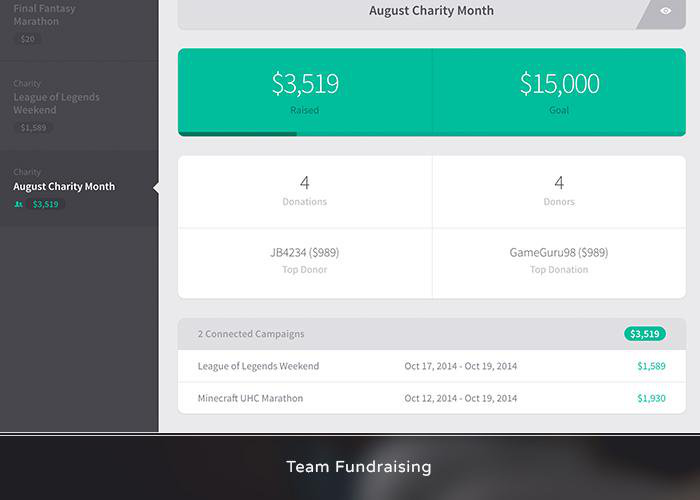 Final Fantasy
Marathon
$20
Charity
League of Legends
Weekend
$1,589
Charity
August Charity Month
$3,519
August Charity Month
$3,519
Raised
$15,000
Goal
4
Donations
4
Donors
JB4234 ($989)
Top Donor
GameGuru98 ($989)
Top Donation
2 Connected Campaigns $3,519
League of Legends Weekend Oct 17, 2014 - Oct 19, 2014 $1,589
Minecraft UHC Marathon Oct 12, 2014 - Oct 19, 2014 $1,930
Team Fundraising